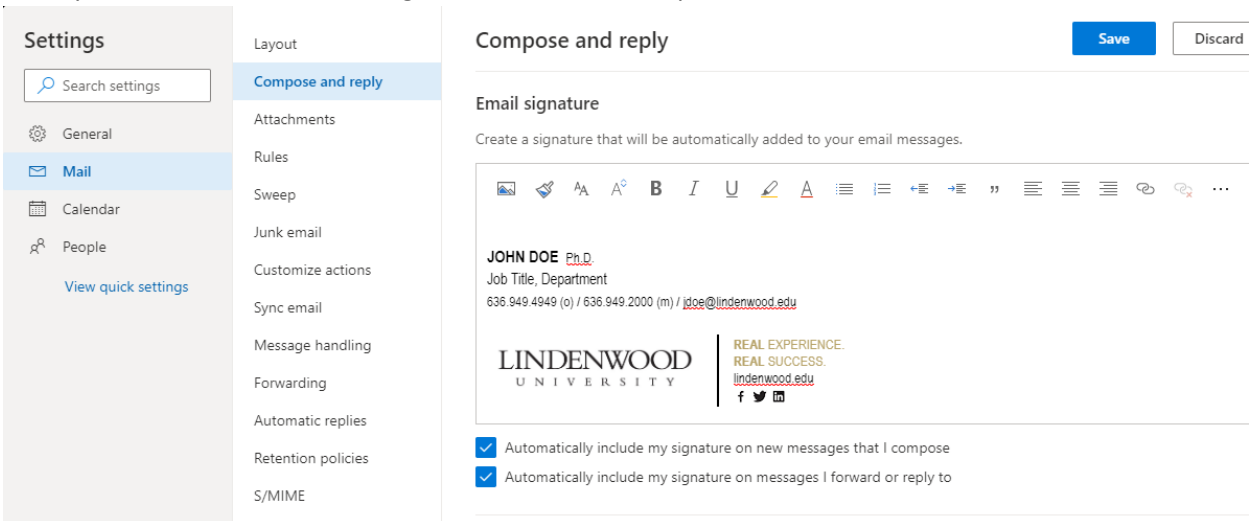 Settings
Search settings
General
Mail
Calendar
People
View quick settings
Layout
Compose and reply
Attachments
Rules
Sweep
Junk email
Customize actions
Sync email
Message handling
Forwarding
Automatic replies
Retention policies
S/MIME
Compose and reply
Save
Discard
Email signature
Create a signature that will be automatically added to your email messages.
JOHN DOE Ph.D.
Job Title, Department
636.949.4949 (o) / 636.949.2000 (m) / jdoe@lindenwood.edu
LINDENWOOD
UNIVERSITY
REAL EXPERIENCE.
REAL SUCCESS.
lindenwood.edu
Automatically include my signature on new messages that I compose
Automatically include my signature on messages I forward or reply to